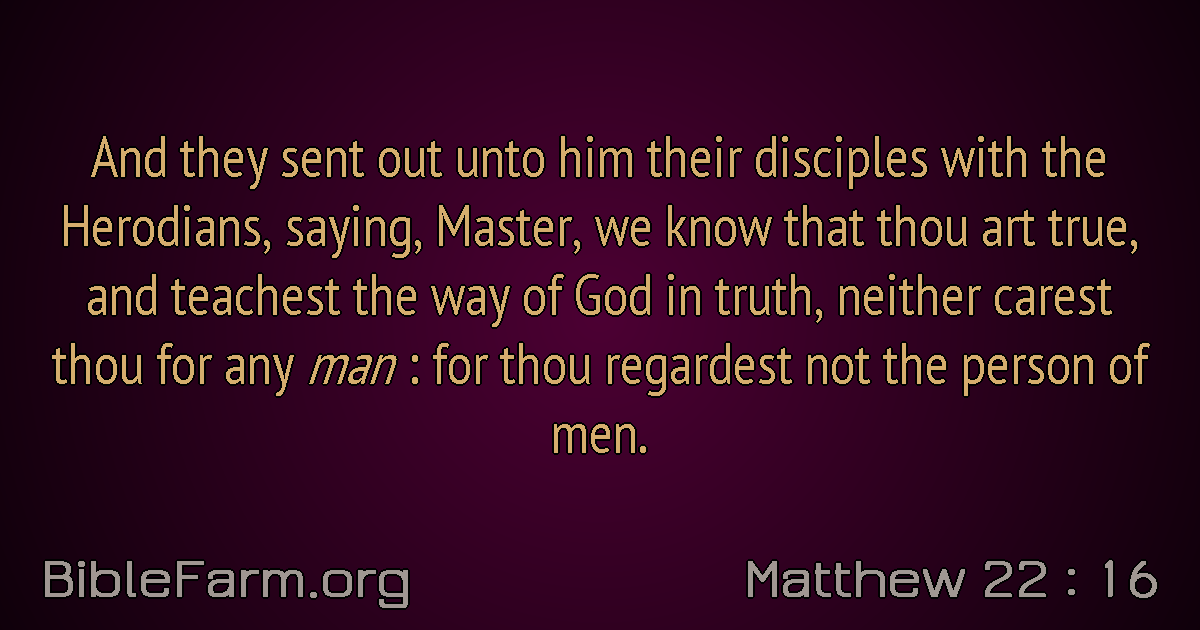 And they sent out unto him their disciples with the
Herodians, saying, Master, we know that thou art true,
and teachest the way of God in truth, neither carest
thou for any man : for thou regardest not the person of
men.
BibleFarm.org
Matthew 22 : 16